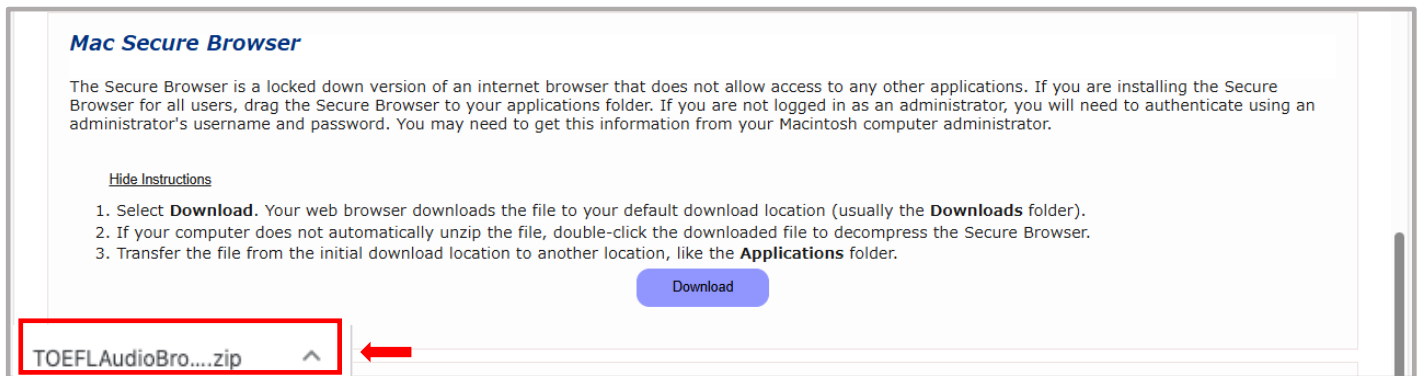 Mac Secure Browser
The Secure Browser is a locked down version of an internet browser that does not allow access to any other applications. If you are installing the Secure
Browser for all users, drag the Secure Browser to your applications folder. If you are not logged in as an administrator, you will need to authenticate using an
administrator's username and password. You may need to get this information from your Macintosh computer administrator.
Hide Instructions
1. Select Download. Your web browser downloads the file to your default download location (usually the Downloads folder).
2. If your computer does not automatically unzip the file, double-click the downloaded file to decompress the Secure Browser.
3. Transfer the file from the initial download location to another location, like the Applications folder.
Download
TOEFLAudioBro....zip